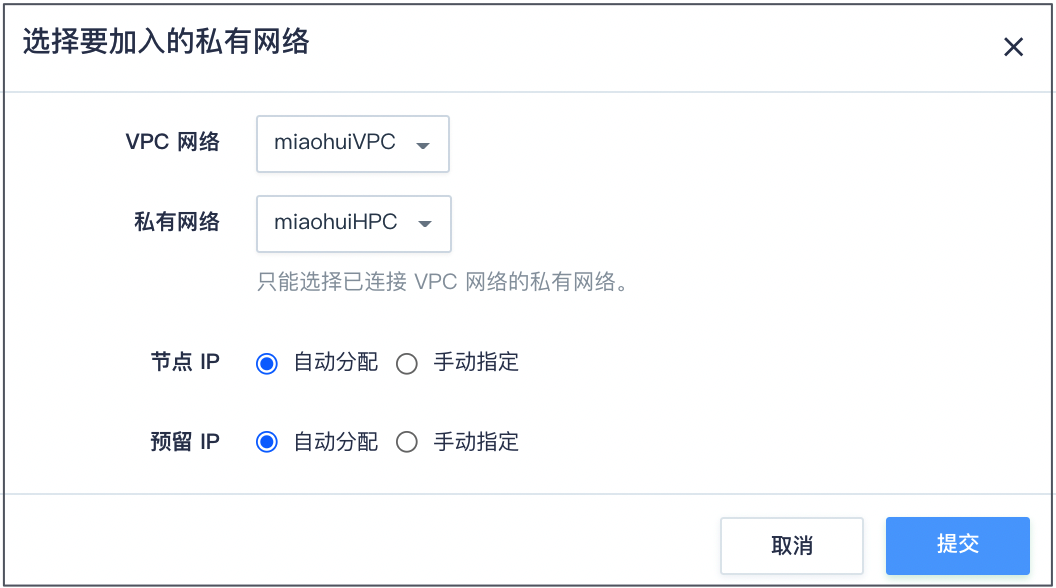 选择要加入的私有网络
VPC 网络 miaohuiVPC
私有网络 miaohuiHPC
只能选择已连接 VPC 网络的私有网络。
节点 IP 自动分配 手动指定
预留 IP 自动分配 手动指定
取消 提交